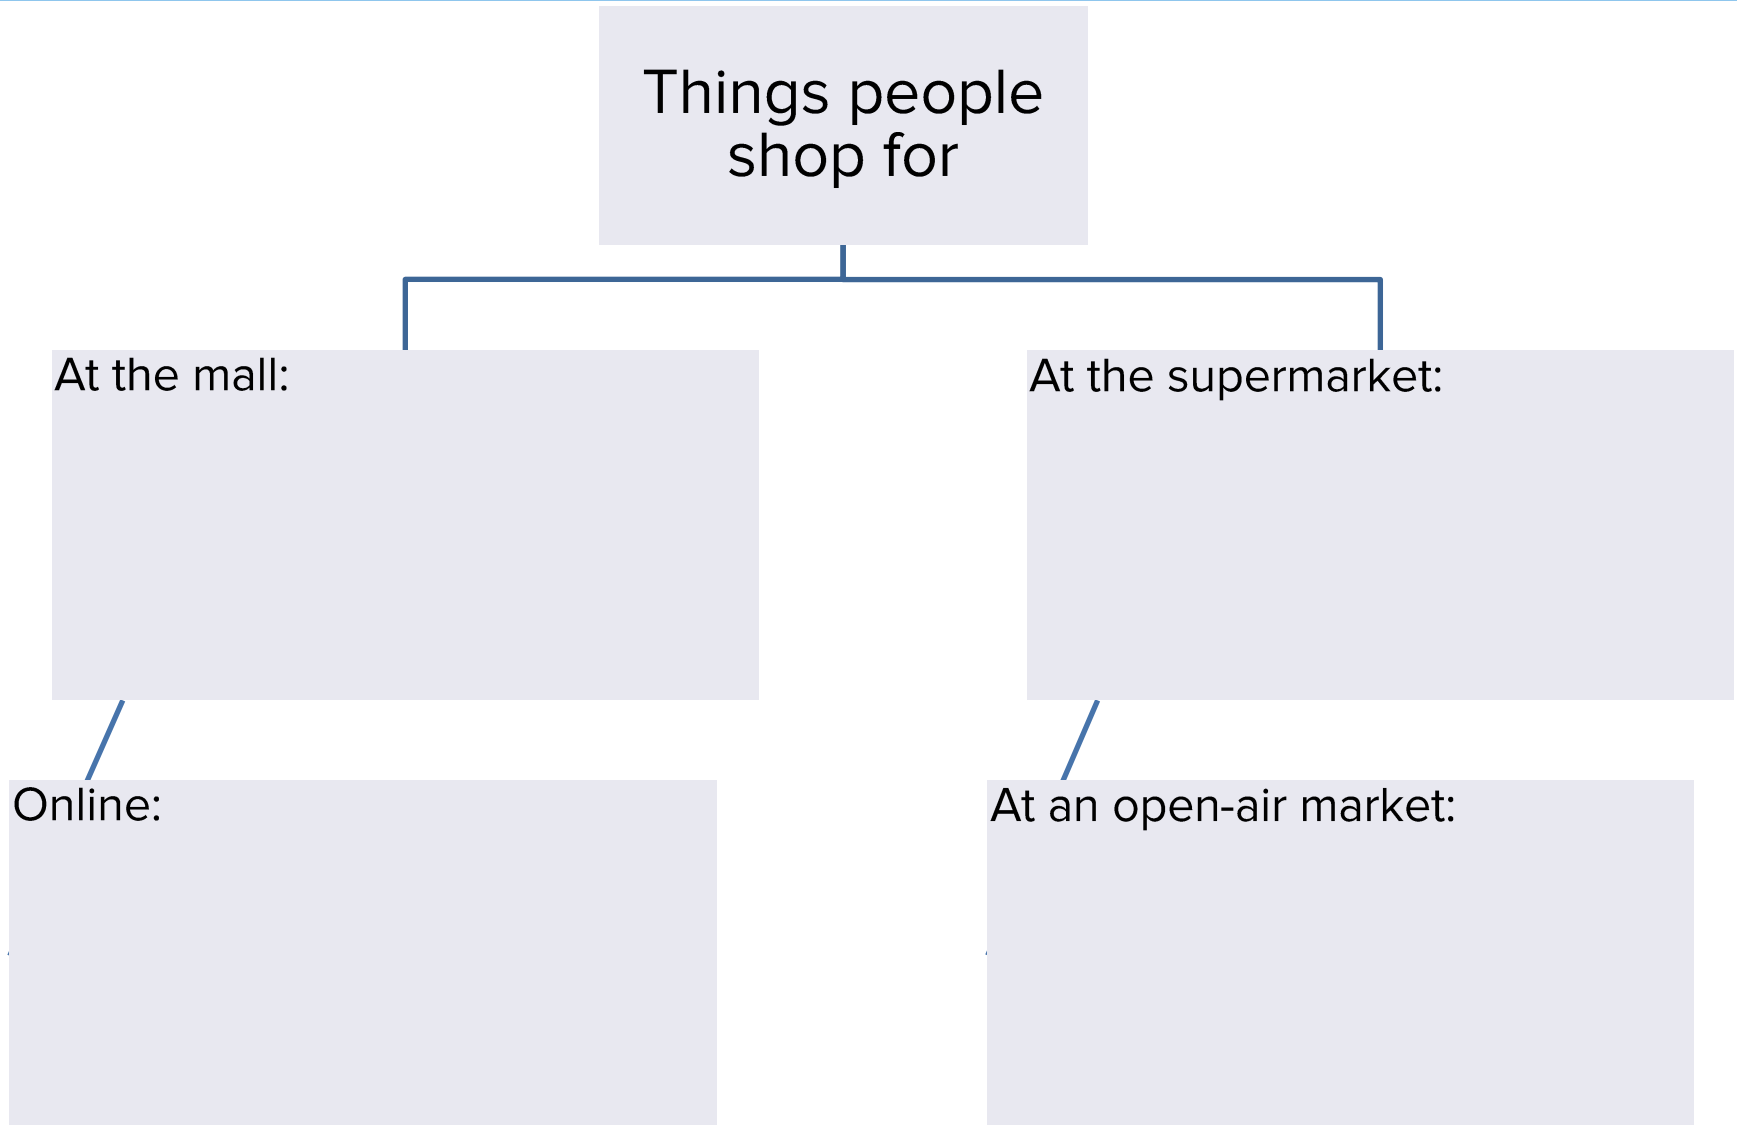 Things people
shop for
At the mall:
At the supermarket:
Online:
At an open-air market: